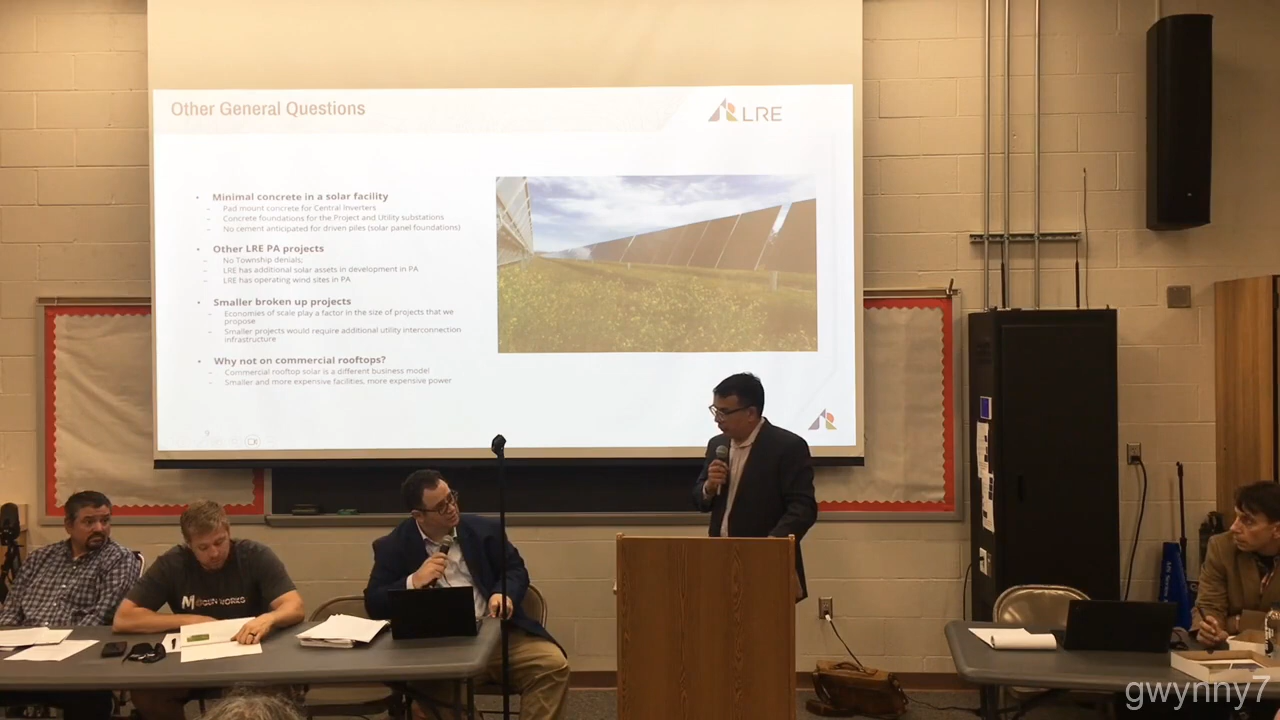 Other General Questions
LRE
• Minimal concrete in a solar facility
– Pad mount concrete for Central Inverters
– Concrete foundations for the Project and Utility substations
– No cement anticipated for driven piles (solar panel foundations)
• Other LRE PA projects
– No Township denials;
– LRE has additional solar assets in development in PA
– LRE has operating wind sites in PA
• Smaller broken up projects
– Economies of scale play a factor in the size of projects that we
propose
– Smaller projects would require additional utility interconnection
infrastructure
• Why not on commercial rooftops?
– Commercial rooftop solar is a different business model
– Smaller and more expensive facilities, more expensive power
9
gwynny7